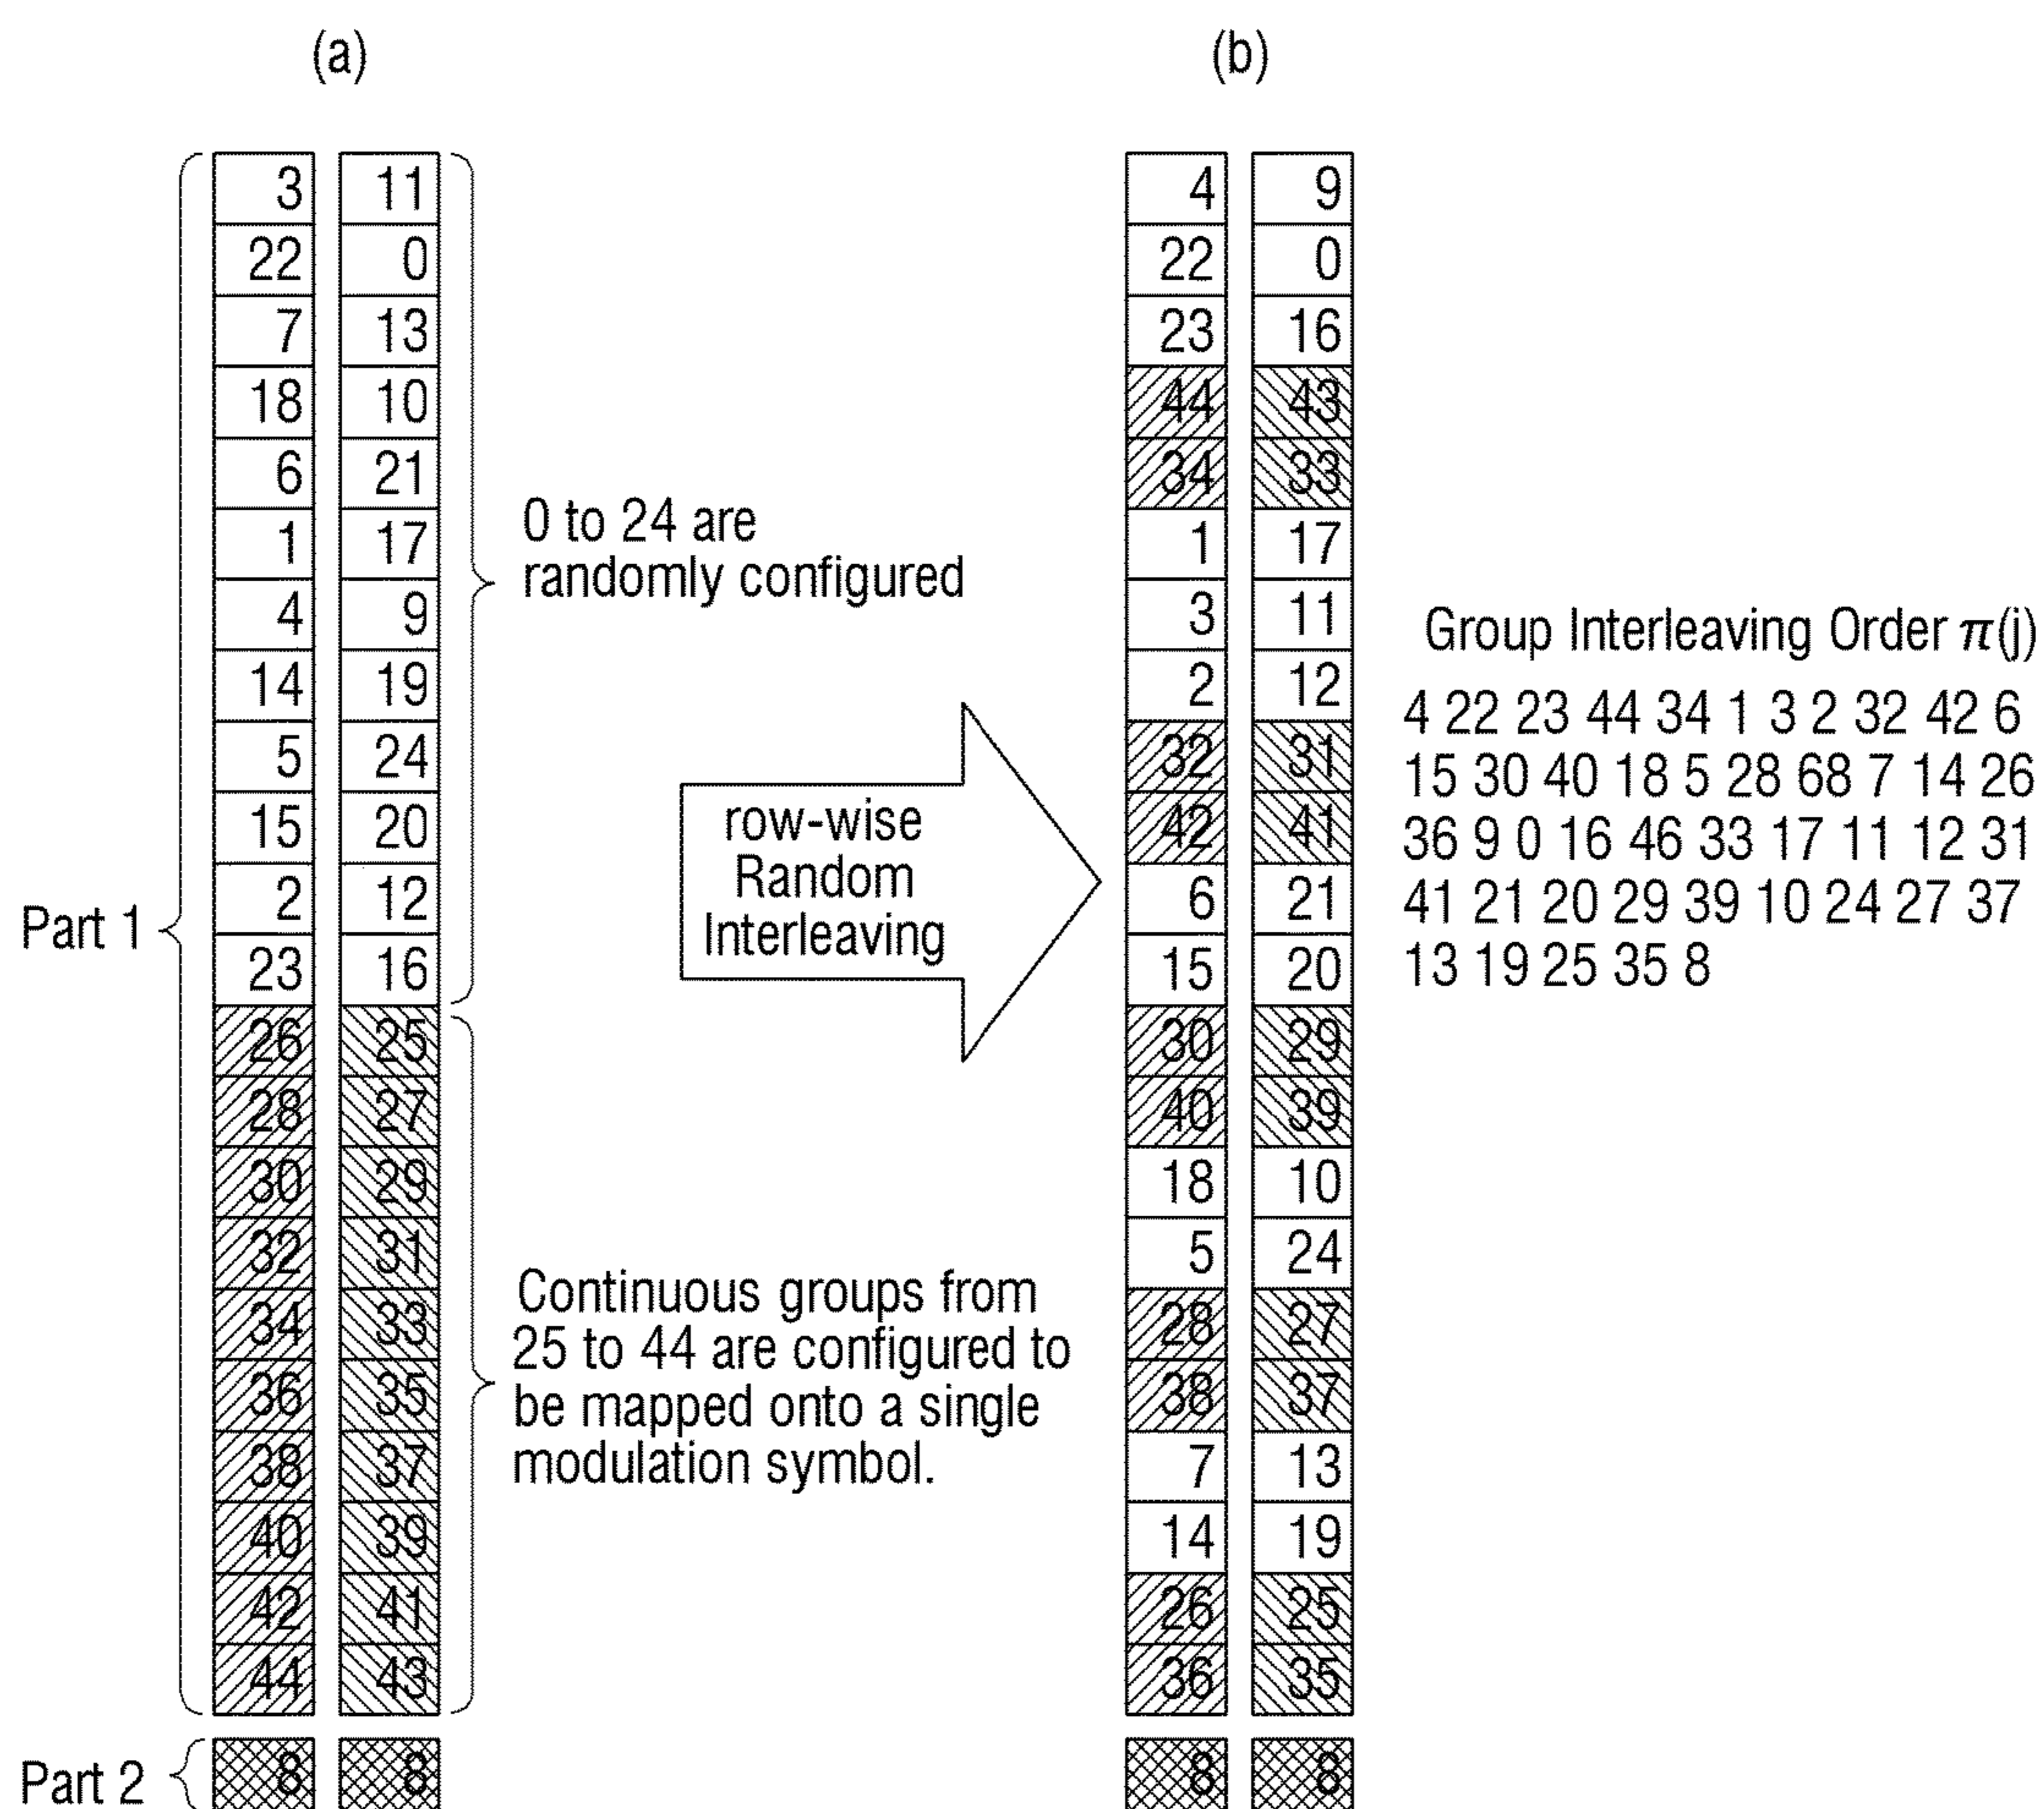 (a)
3 11
22 0
7 13
18 10
6 21
1 17
4 9
14 19
5 24
15 20
2 12
23 16
26 25
28 27
30 29
32 31
34 33
36 35
38 37
40 39
42 41
44 43
8 8
Part 1
Part 2
0 to 24 are
randomly configured
Continuous groups from
25 to 44 are configured to
be mapped onto a single
modulation symbol.
row-wise
Random
Interleaving
(b)
4 9
22 0
23 16
44 43
34 33
1 17
3 11
2 12
32 31
42 41
6 21
15 20
30 29
40 39
18 10
5 24
28 27
38 37
7 13
14 19
26 25
36 35
8 8
Group Interleaving Order π(j)
4 22 23 44 34 1 3 2 32 42 6
15 30 40 18 5 28 68 7 14 26
36 9 0 16 46 33 17 11 12 31
41 21 20 29 39 10 24 27 37
13 19 25 35 8